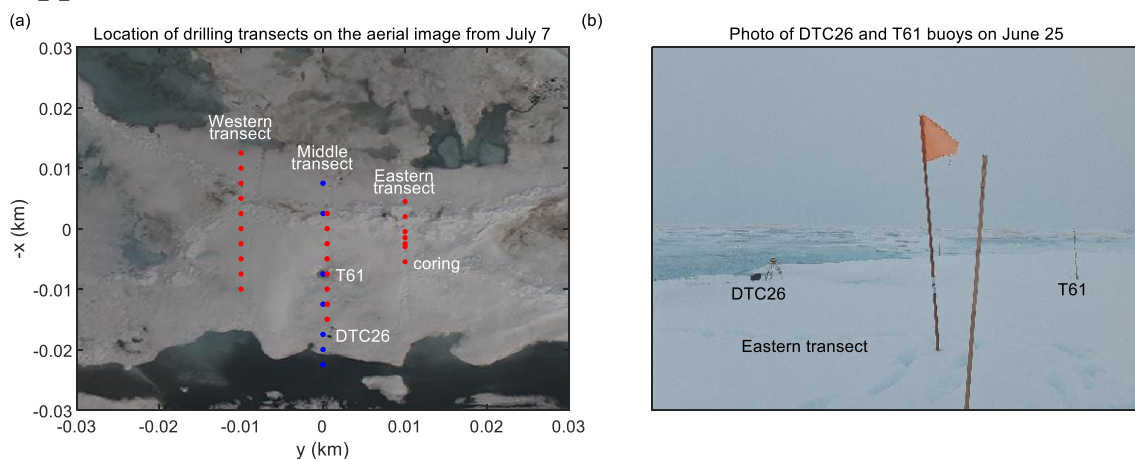 (a)
Location of drilling transects on the aerial image from July 7
0.03
0.02
0.01
0
-0.01
-0.02
-0.03
-x (km)
Western
transect
Middle
transect
Eastern
transect
coring
T61
DTC26
-0.03
-0.02
-0.01
0
0.01
0.02
0.03
y (km)
(b)
Photo of DTC26 and T61 buoys on June 25
DTC26
T61
Eastern transect